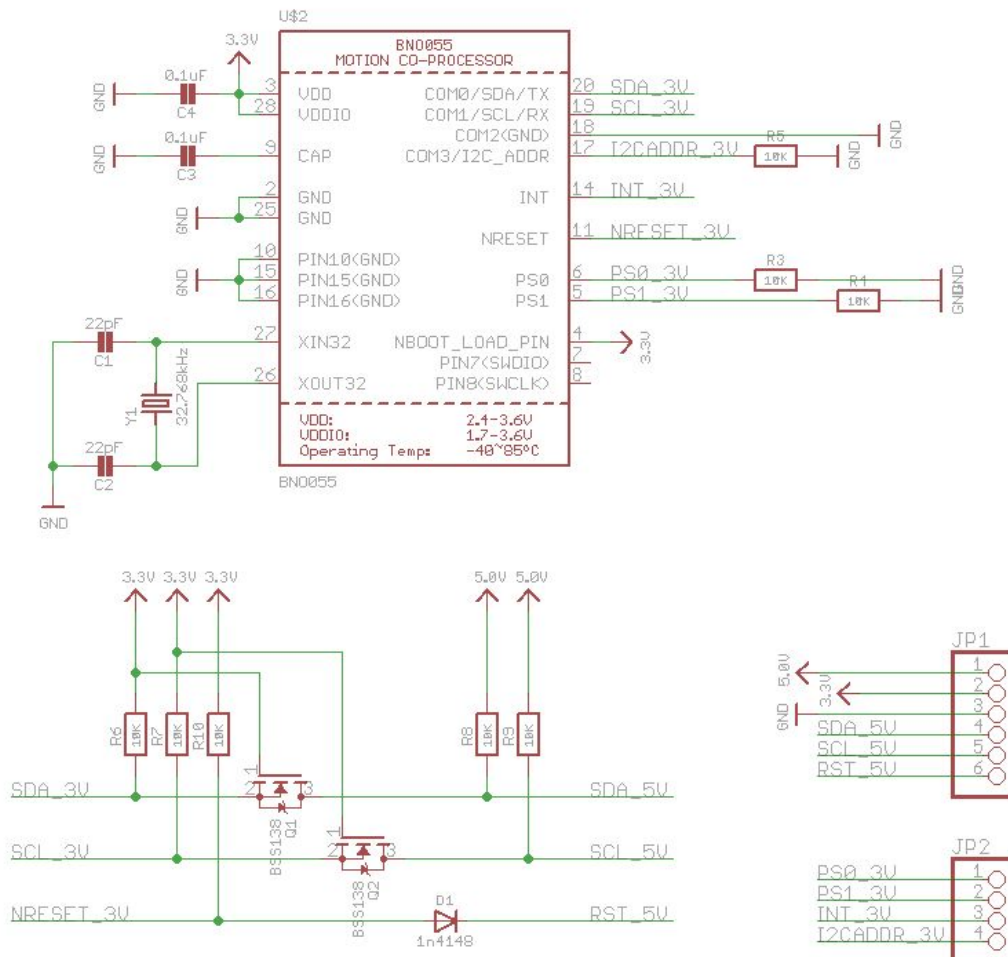 U$2
3.3V
BNO055
MOTION CO-PROCESSOR
GND
0.1uF
C4
3
VDD
28
VDDIO
COM0/SDA/TX
20
SDA_3V
COM1/SCL/RX
19
SCL_3V
COM2(GND)
18
GND
GND
0.1uF
C3
9
CAP
COM3/I2C_ADDR
17
I2CADDR_3V
R5
10K
GND
GND
2
GND
25
GND
INT
14
INT_3V
NRESET
11
NRESET_3V
GND
10
PIN10(GND)
15
PIN15(GND)
16
PIN16(GND)
PS0
6
PS0_3V
R3
10K
GND
PS1
5
PS1_3V
R4
10K
GND
22pF
C1
27
XIN32
NBOOT_LOAD_PIN
4
3.3V
PIN7(SWDIO)
7
26
XOUT32
PIN8(SWCLK)
8
Y1
32.768kHz
22pF
C2
GND
VDD: 2.4-3.6V
VDDIO: 1.7-3.6V
Operating Temp: -40~85°C
BNO055
3.3V 3.3V 3.3V
5.0V 5.0V
R6 10K
R7 10K
R10 10K
R8 10K
R9 10K
SDA_3V
1
2
3
BSS138
Q1
SDA_5V
SCL_3V
1
2
3
BSS138
Q2
SCL_5V
NRESET_3V
D1
1n4148
RST_5V
JP1
5.0V
1
3.3V
2
GND
3
SDA_5V
4
SCL_5V
5
RST_5V
6
JP2
PS0_3V
1
PS1_3V
2
INT_3V
3
I2CADDR_3V
4